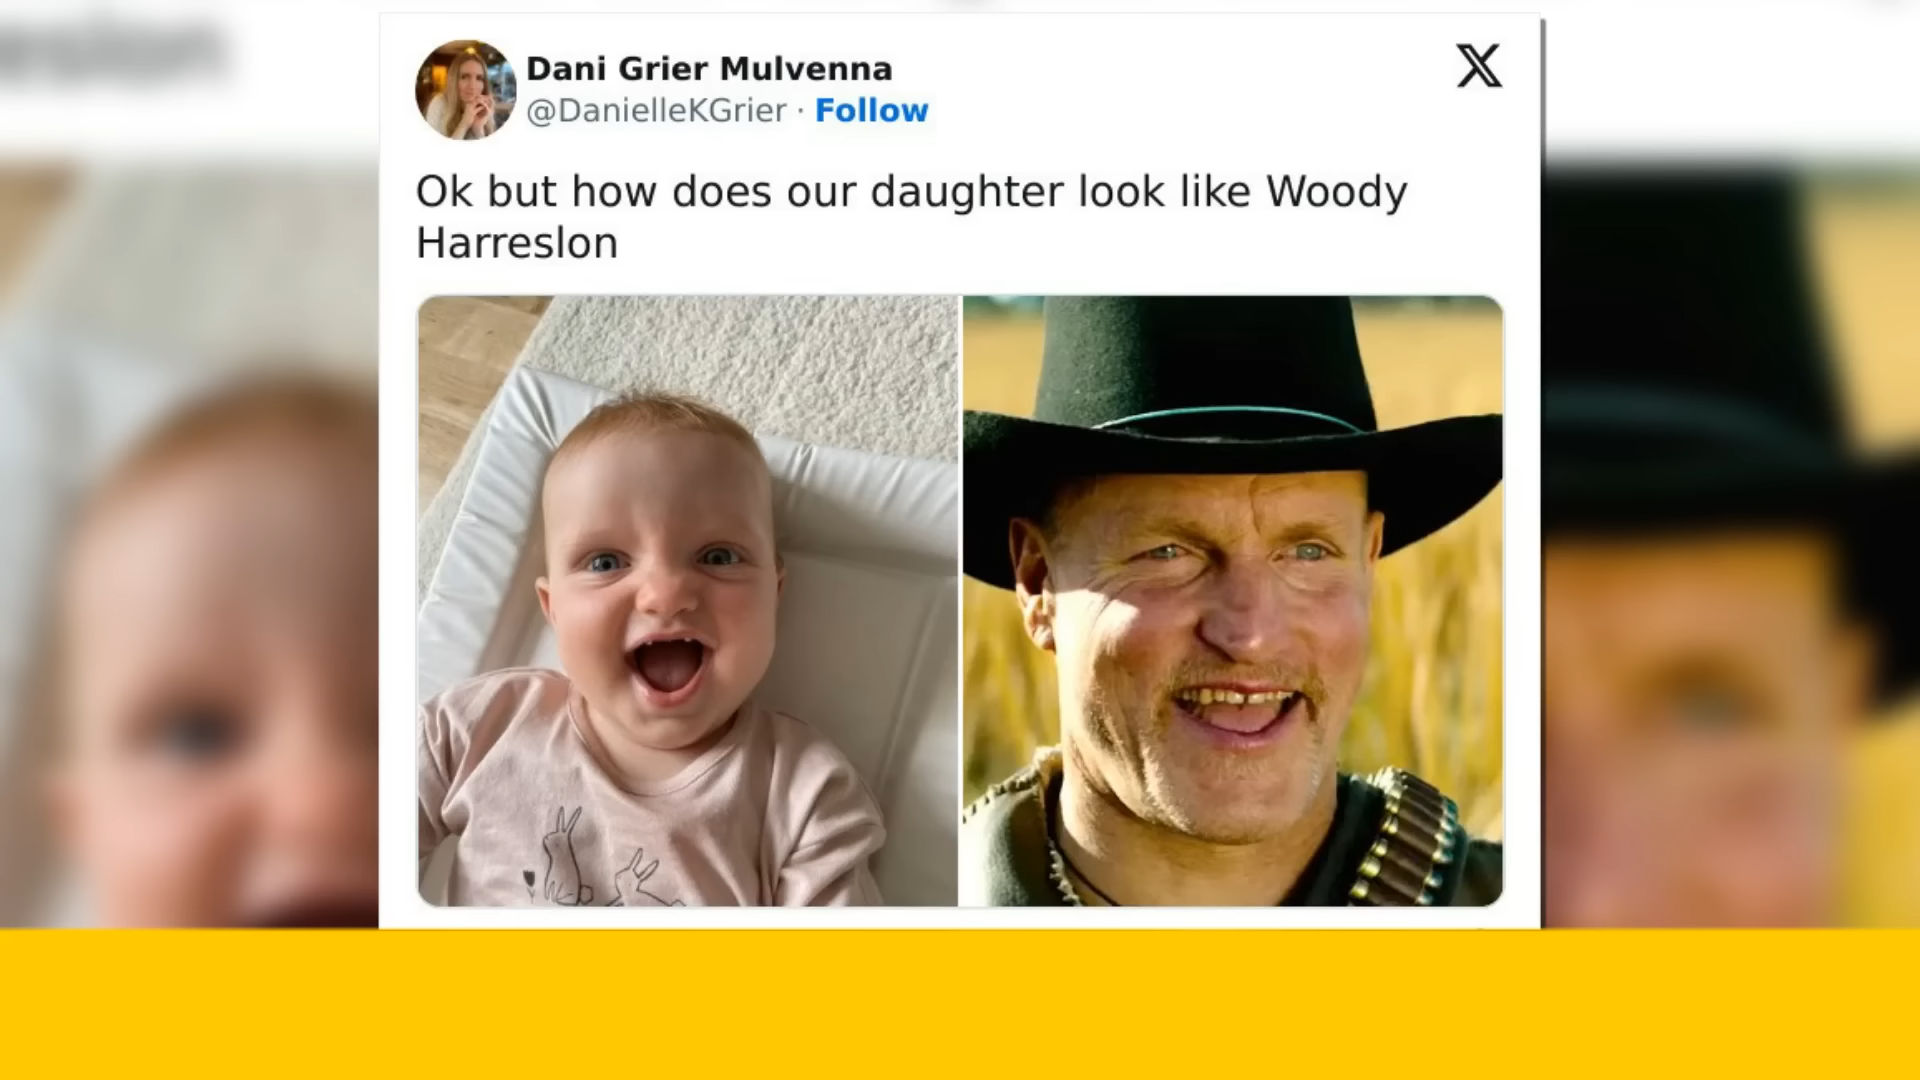 Dani Grier Mulvenna
@DanielleKGrier · Follow
Ok but how does our daughter look like Woody
Harreslon